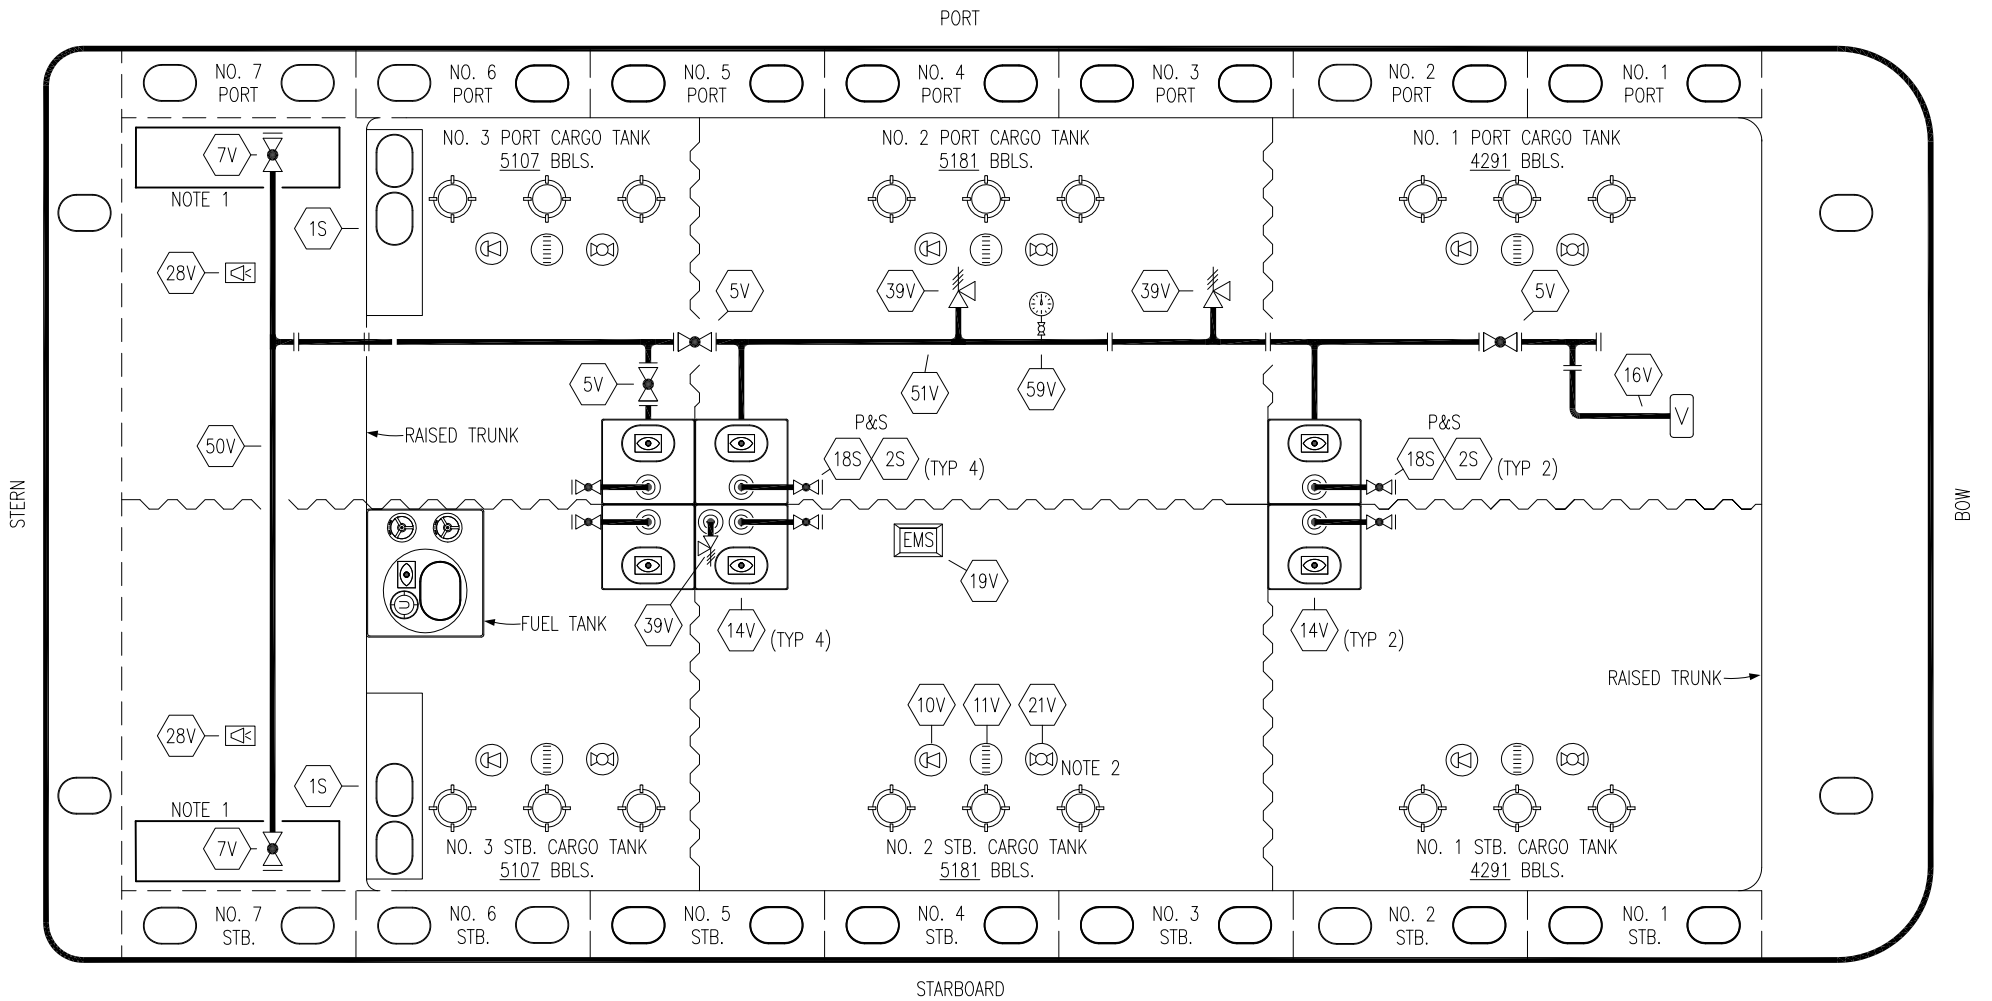 PORT
NO. 7
PORT
NO. 6
PORT
NO. 5
PORT
NO. 4
PORT
NO. 3
PORT
NO. 2
PORT
NO. 1
PORT
NO. 3 PORT CARGO TANK
5107 BBLS.
NO. 2 PORT CARGO TANK
5181 BBLS.
NO. 1 PORT CARGO TANK
4291 BBLS.
7V
NOTE 1
1S
28V
5V
39V
39V
5V
5V
51V
59V
16V
V
50V
RAISED TRUNK
P&S
18S 2S (TYP 4)
P&S
18S 2S (TYP 2)
STERN
BOW
EMS
19V
FUEL TANK
39V
14V (TYP 4)
14V (TYP 2)
RAISED TRUNK
28V
10V 11V 21V
NOTE 2
1S
NOTE 1
7V
NO. 3 STB. CARGO TANK
5107 BBLS.
NO. 2 STB. CARGO TANK
5181 BBLS.
NO. 1 STB. CARGO TANK
4291 BBLS.
NO. 7
STB.
NO. 6
STB.
NO. 5
STB.
NO. 4
STB.
NO. 3
STB.
NO. 2
STB.
NO. 1
STB.
STARBOARD